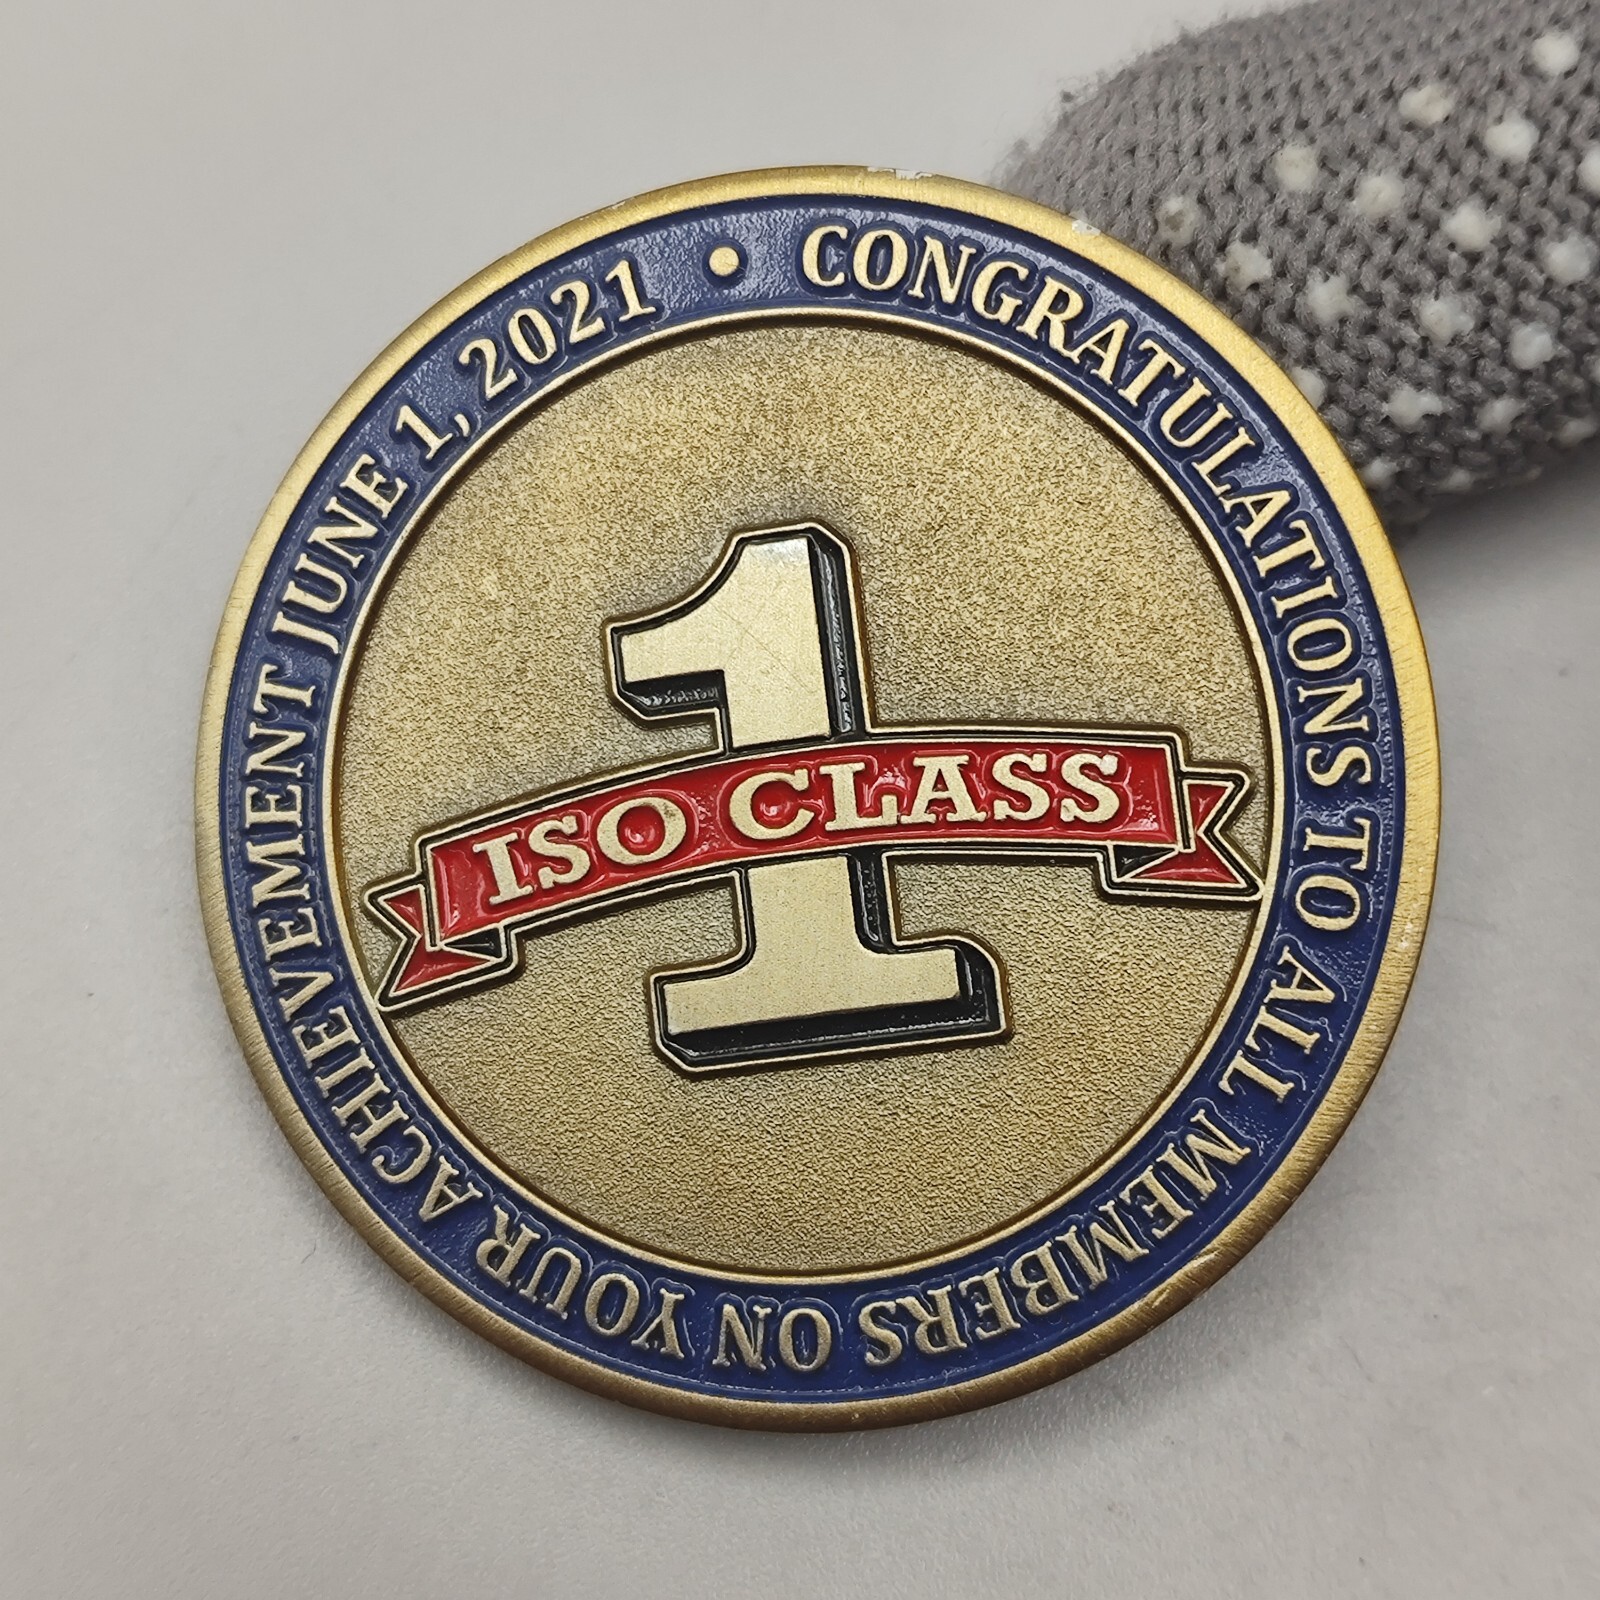 CONGRATULATIONS TO ALL MEMBERS ON YOUR ACHIEVEMENT JUNE 1, 2021 •
1
ISO CLASS